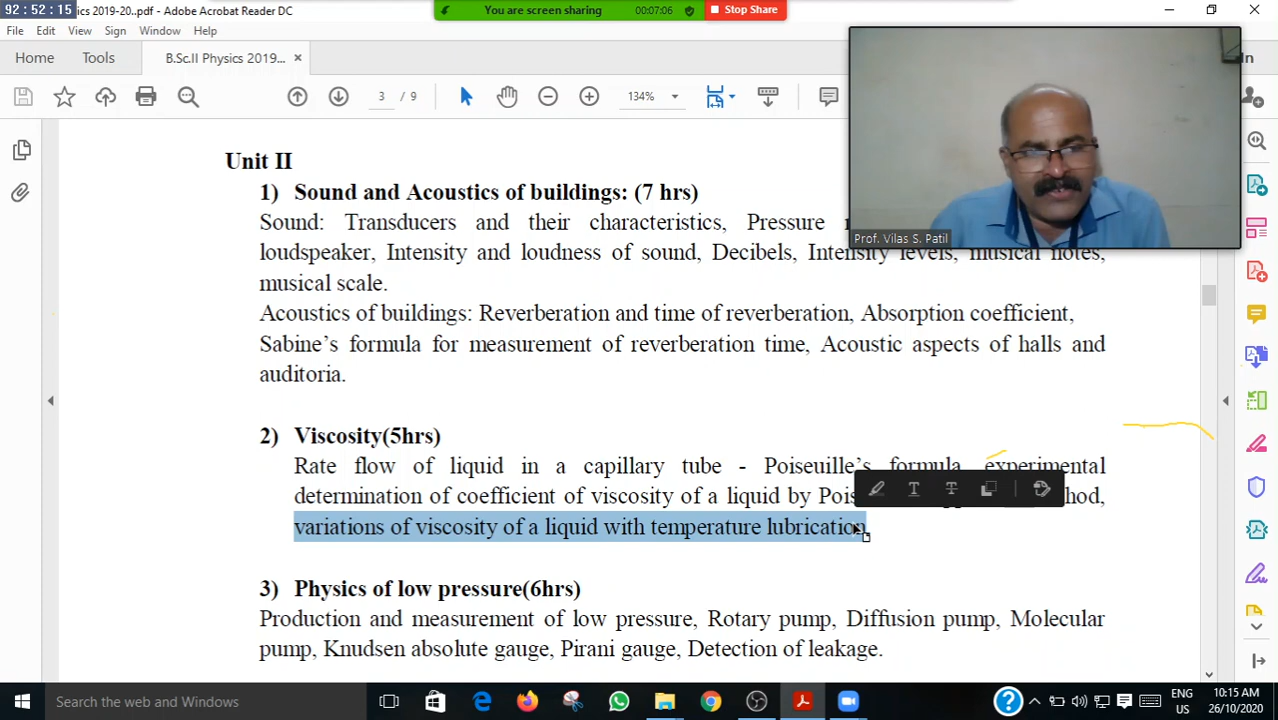 92:52:15
ics 2019-20..pdf - Adobe Acrobat Reader DC
You are screen sharing
00:07:06
Stop Share
File Edit View Sign Window Help
Home Tools B.Sc.II Physics 2019... × In
3 / 9 134%
Unit II
1) Sound and Acoustics of buildings: (7 hrs)
Sound: Transducers and their characteristics, Pressure
loudspeaker, Intensity and loudness of sound, Decibels, Intensity levels, musical notes,
musical scale.
Acoustics of buildings: Reverberation and time of reverberation, Absorption coefficient,
Sabine's formula for measurement of reverberation time, Acoustic aspects of halls and
auditoria.
2) Viscosity(5hrs)
Rate flow of liquid in a capillary tube - Poiseuille's formula, experimental
determination of coefficient of viscosity of a liquid by Pois
variations of viscosity of a liquid with temperature lubrication.
3) Physics of low pressure(6hrs)
Production and measurement of low pressure, Rotary pump, Diffusion pump, Molecular
pump, Knudsen absolute gauge, Pirani gauge, Detection of leakage.
Prof. Vilas S. Patil
Search the web and Windows
ENG
US
10:15 AM
26/10/2020